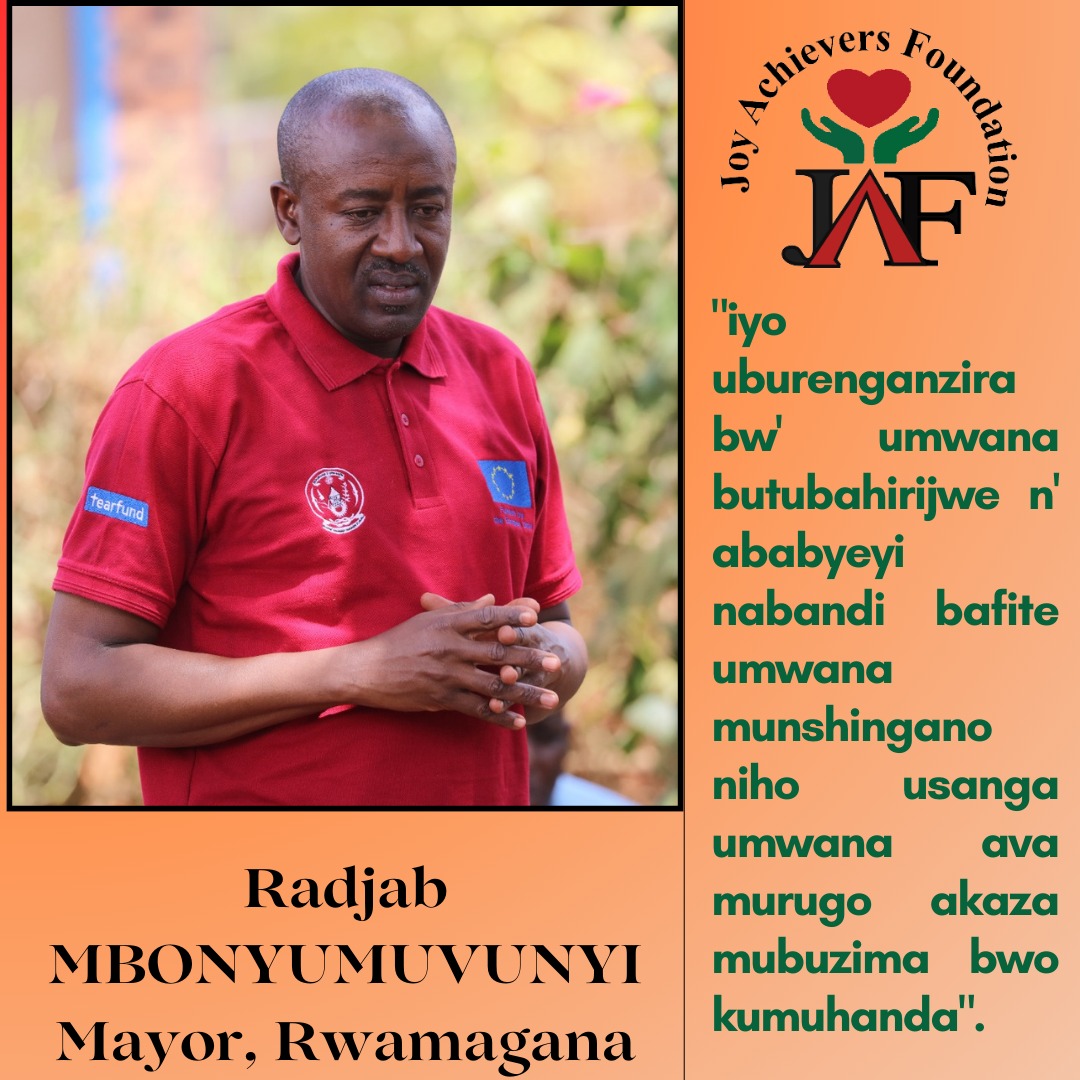 Joy Achievers Foundation
JAF
"iyo
uburenganzira
bw' umwana
butubahirijwe n'
ababyeyi
nabandi bafite
umwana
munshingano
niho usanga
umwana ava
murugo akaza
mubuzima bwo
kumuhanda".
tearfund
Radjab
MBONYUMUVUNYI
Mayor, Rwamagana